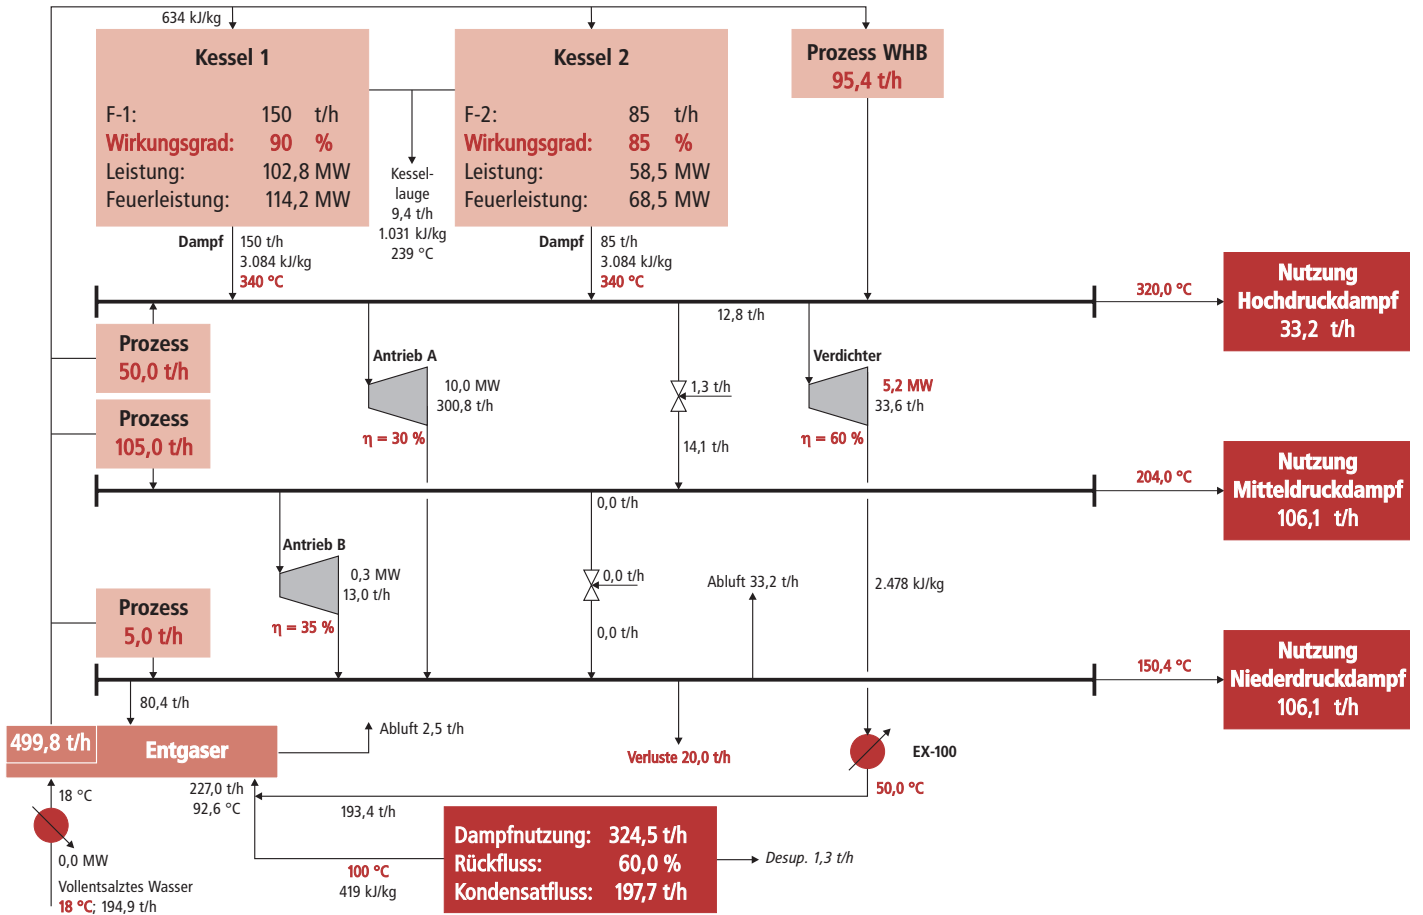 634 kJ/kg
Kessel 1
F-1: 150 t/h
Wirkungsgrad: 90 %
Leistung: 102,8 MW
Feuerleistung: 114,2 MW
Kessel-
lauge
9,4 t/h
1.031 kJ/kg
239 °C
Kessel 2
F-2: 85 t/h
Wirkungsgrad: 85 %
Leistung: 58,5 MW
Feuerleistung: 68,5 MW
Prozess WHB
95,4 t/h
Dampf 150 t/h
3.084 kJ/kg
340 °C
Dampf 85 t/h
3.084 kJ/kg
340 °C
320,0 °C
Nutzung
Hochdruckdampf
33,2 t/h
12,8 t/h
Prozess
50,0 t/h
Antrieb A
10,0 MW
300,8 t/h
η = 30 %
1,3 t/h
14,1 t/h
Verdichter
5,2 MW
33,6 t/h
η = 60 %
Prozess
105,0 t/h
204,0 °C
Nutzung
Mitteldruckdampf
106,1 t/h
0,0 t/h
Antrieb B
0,3 MW
13,0 t/h
η = 35 %
0,0 t/h
0,0 t/h
Abluft 33,2 t/h
2.478 kJ/kg
Prozess
5,0 t/h
150,4 °C
Nutzung
Niederdruckdampf
106,1 t/h
80,4 t/h
499,8 t/h
Entgaser
Abluft 2,5 t/h
Verluste 20,0 t/h
EX-100
50,0 °C
18 °C
227,0 t/h
92,6 °C
193,4 t/h
0,0 MW
Vollentsalztes Wasser
18 °C; 194,9 t/h
100 °C
419 kJ/kg
Dampfnutzung: 324,5 t/h
Rückfluss: 60,0 %
Kondensatfluss: 197,7 t/h
Desup. 1,3 t/h